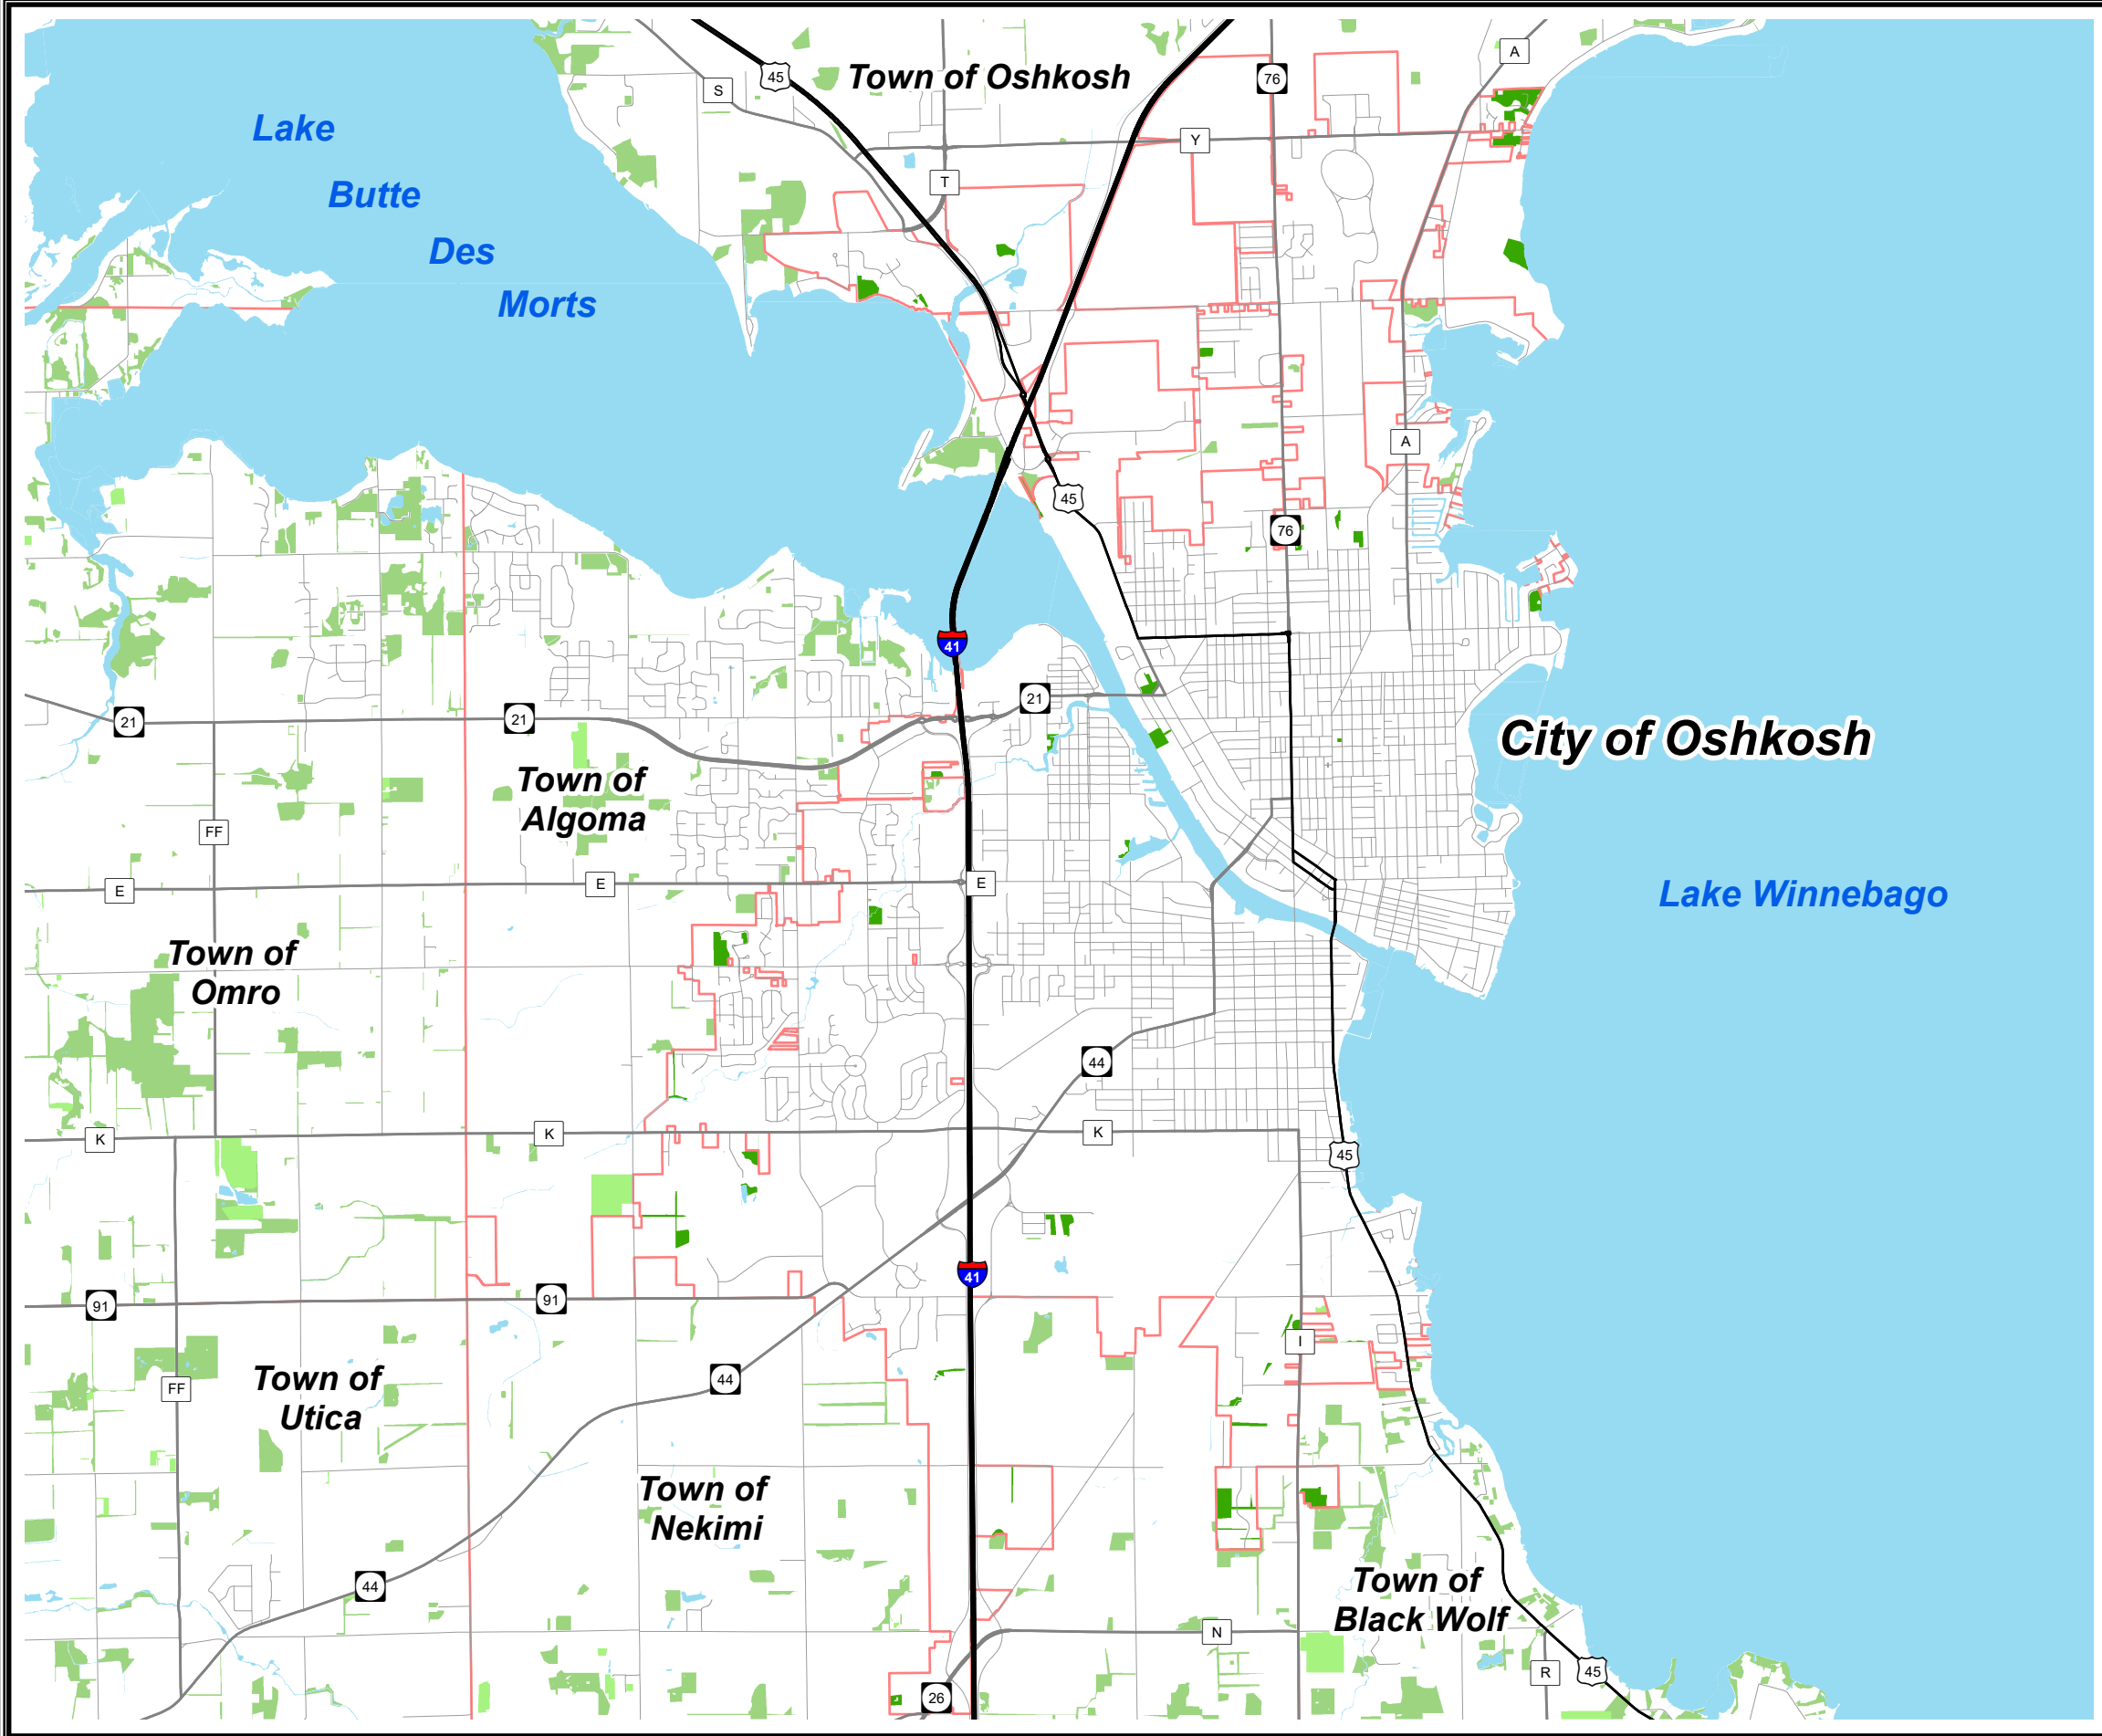 A
45
Town of Oshkosh
76
S
Lake
Y
T
Butte
Des
Morts
A
45
76
41
21
21
21
City of Oshkosh
Town of
Algoma
FF
E
E
E
Lake Winnebago
Town of
Omro
44
K
K
K
45
41
91
91
I
Town of
Utica
44
FF
Town of
Nekimi
44
Town of
Black Wolf
N
R
45
26